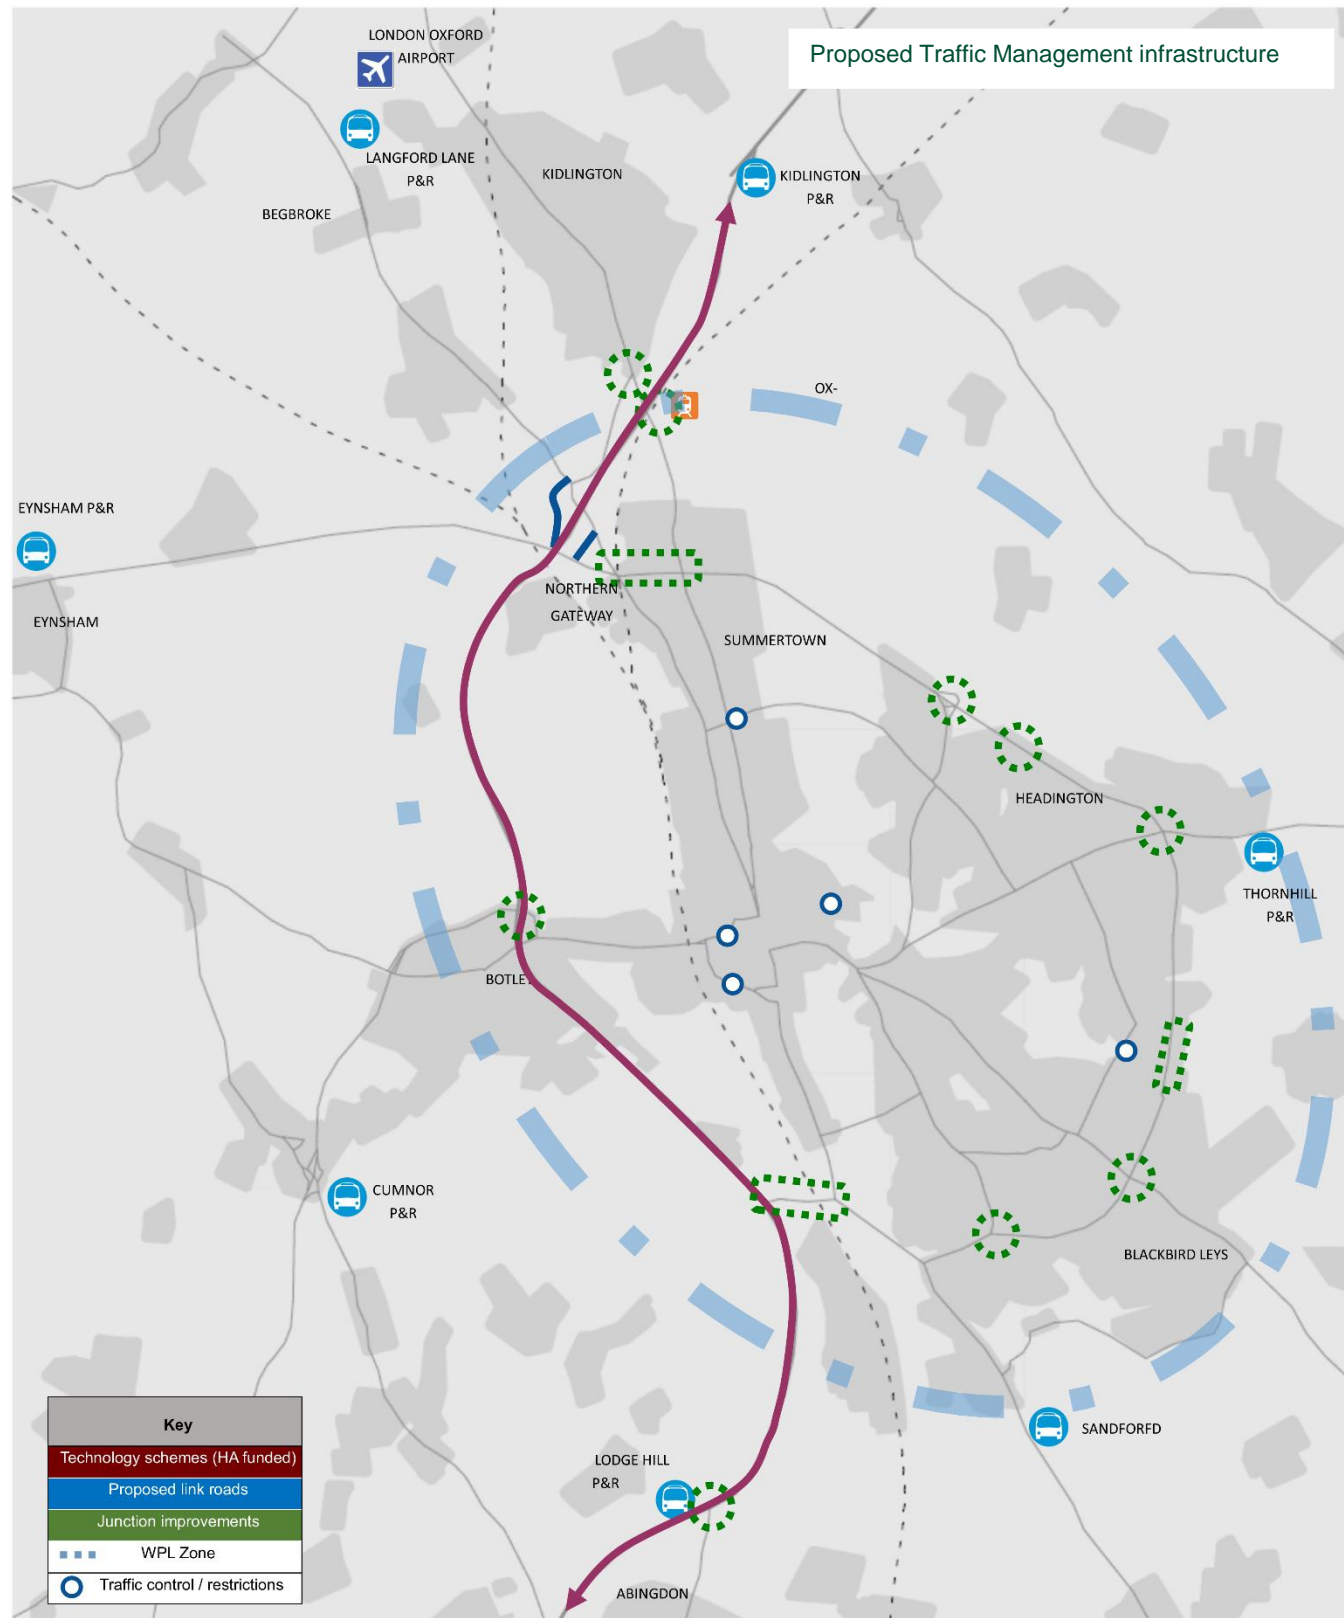 LONDON OXFORD
AIRPORT
Proposed Traffic Management infrastructure
LANGFORD LANE
P&R
KIDLINGTON
KIDLINGTON
P&R
BEGBROKE
OX-
EYNSHAM P&R
EYNSHAM
NORTHERN
GATEWAY
SUMMERTOWN
HEADINGTON
THORNHILL
P&R
BOTLEY
CUMNOR
P&R
BLACKBIRD LEYS
SANDFORFD
LODGE HILL
P&R
ABINGDON
Key
Technology schemes (HA funded)
Proposed link roads
Junction improvements
WPL Zone
Traffic control / restrictions